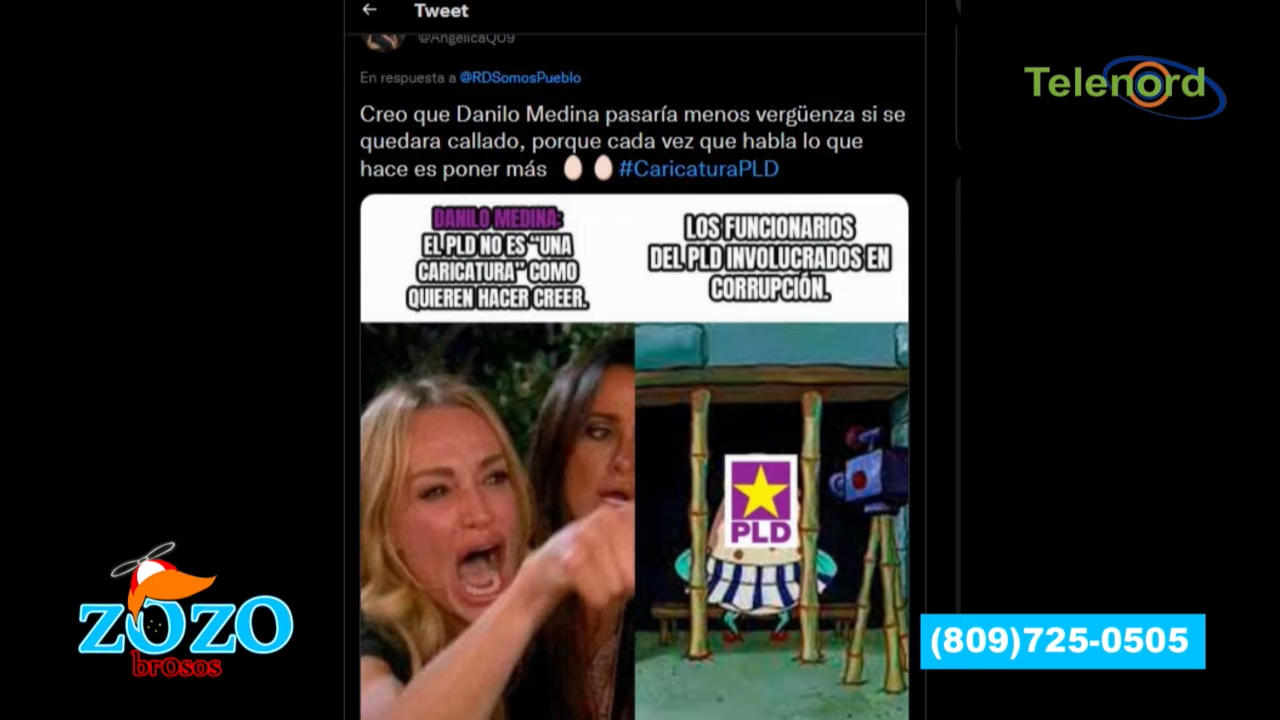 Tweet
@AngelicaQ09
En respuesta a @RDSomosPueblo
Creo que Danilo Medina pasaría menos vergüenza si se
quedara callado, porque cada vez que habla lo que
hace es poner más 🥚🥚 #CaricaturaPLD
DANILO MEDINA:
EL PLD NO ES “UNA
CARICATURA” COMO
QUIEREN HACER CREER.
LOS FUNCIONARIOS
DEL PLD INVOLUCRADOS EN
CORRUPCIÓN.
PLD
Telenord
ZOZO
brOsos
(809)725-0505